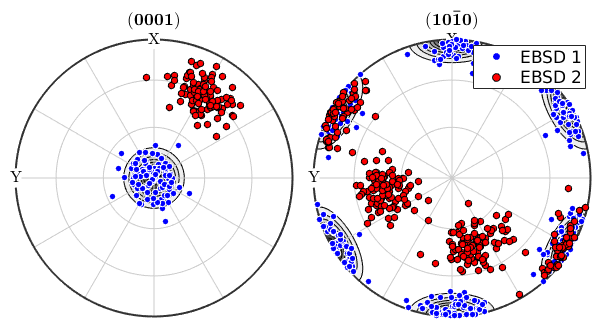 (0001)
(101̄0)
X
X
EBSD 1
EBSD 2
Y
Y